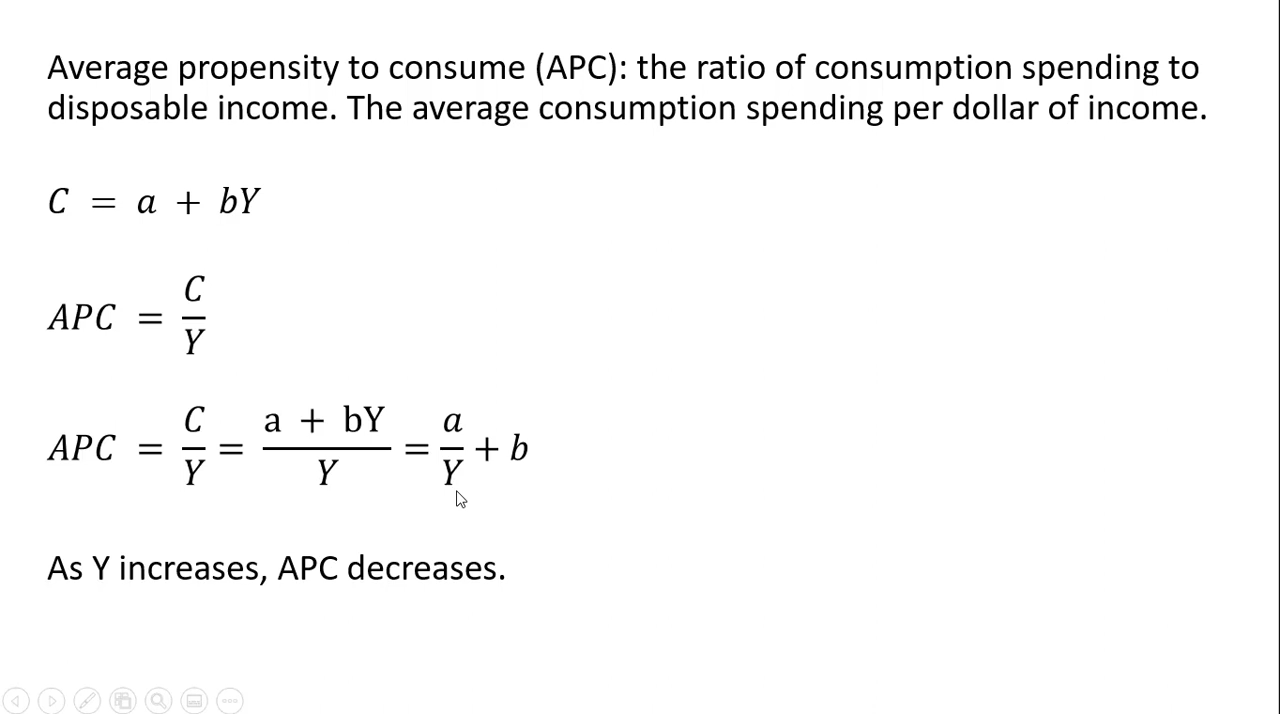 Average propensity to consume (APC): the ratio of consumption spending to
disposable income. The average consumption spending per dollar of income.
C = a + bY
APC = C/Y
APC = C/Y = a + bY/Y = a/Y + b
As Y increases, APC decreases.